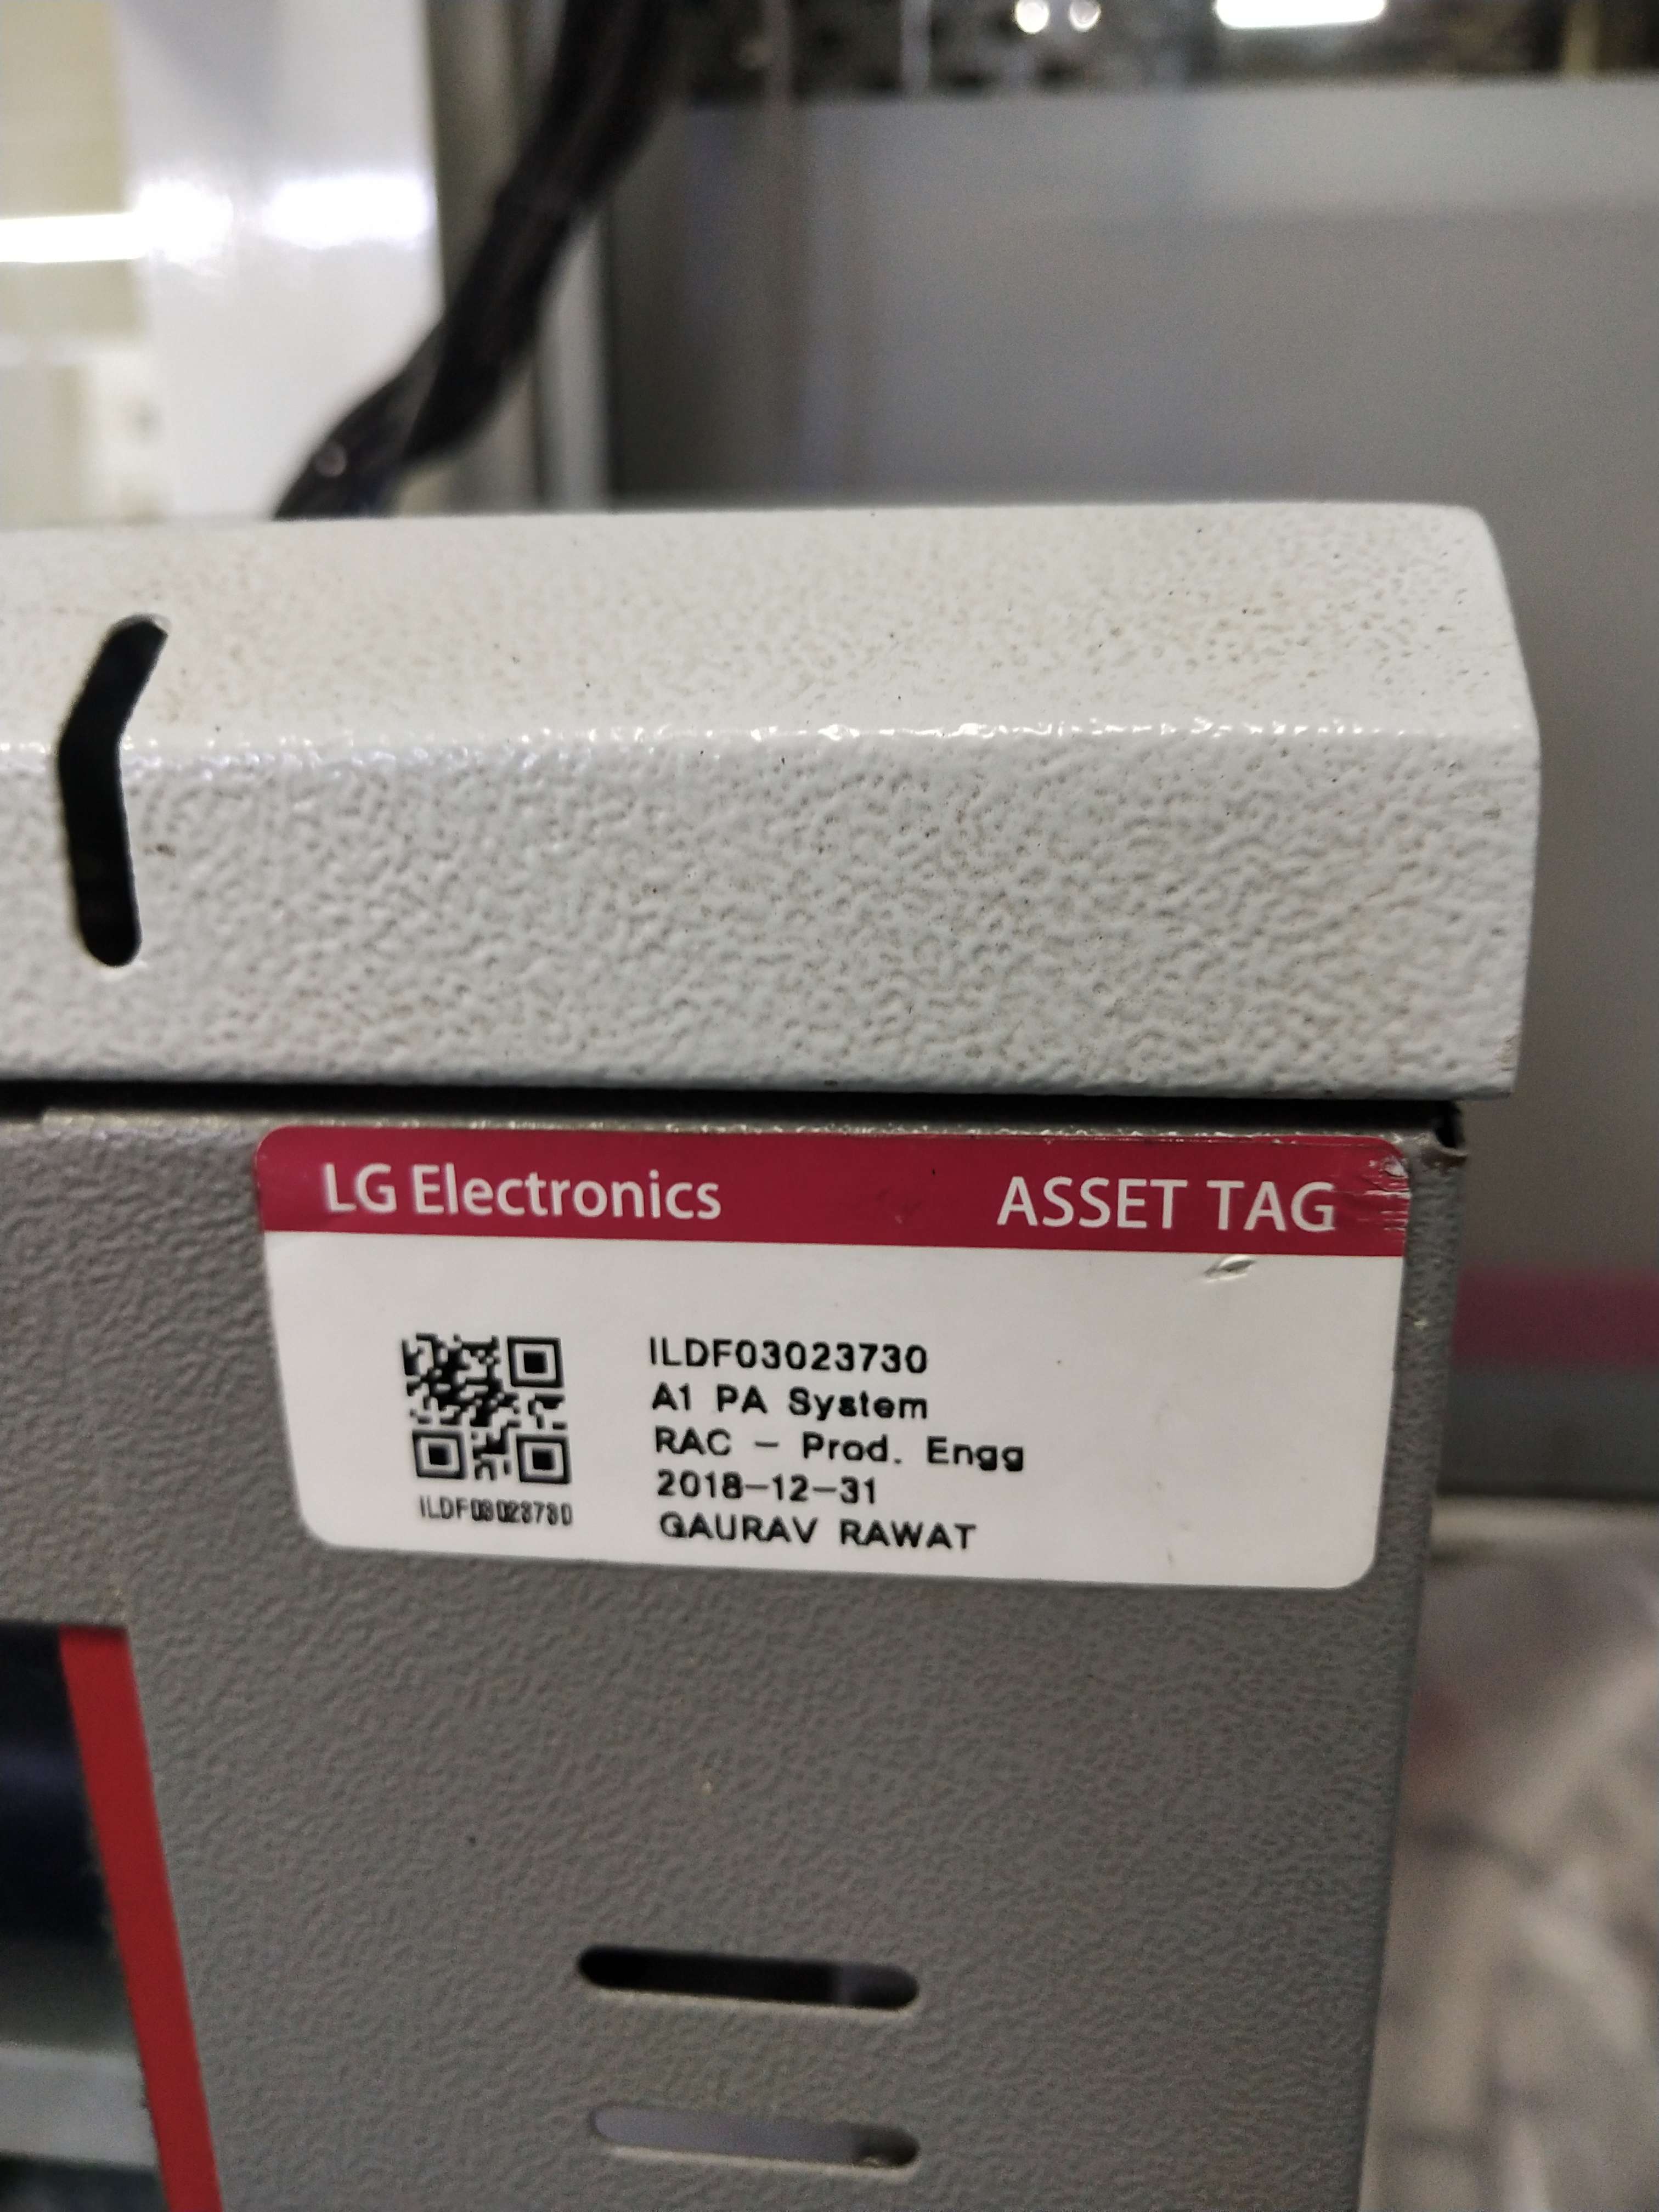 LG Electronics ASSET TAG
ILDF03023730
A1 PA System
RAC - Prod. Engg
2018-12-31
GAURAV RAWAT
ILDF03023730